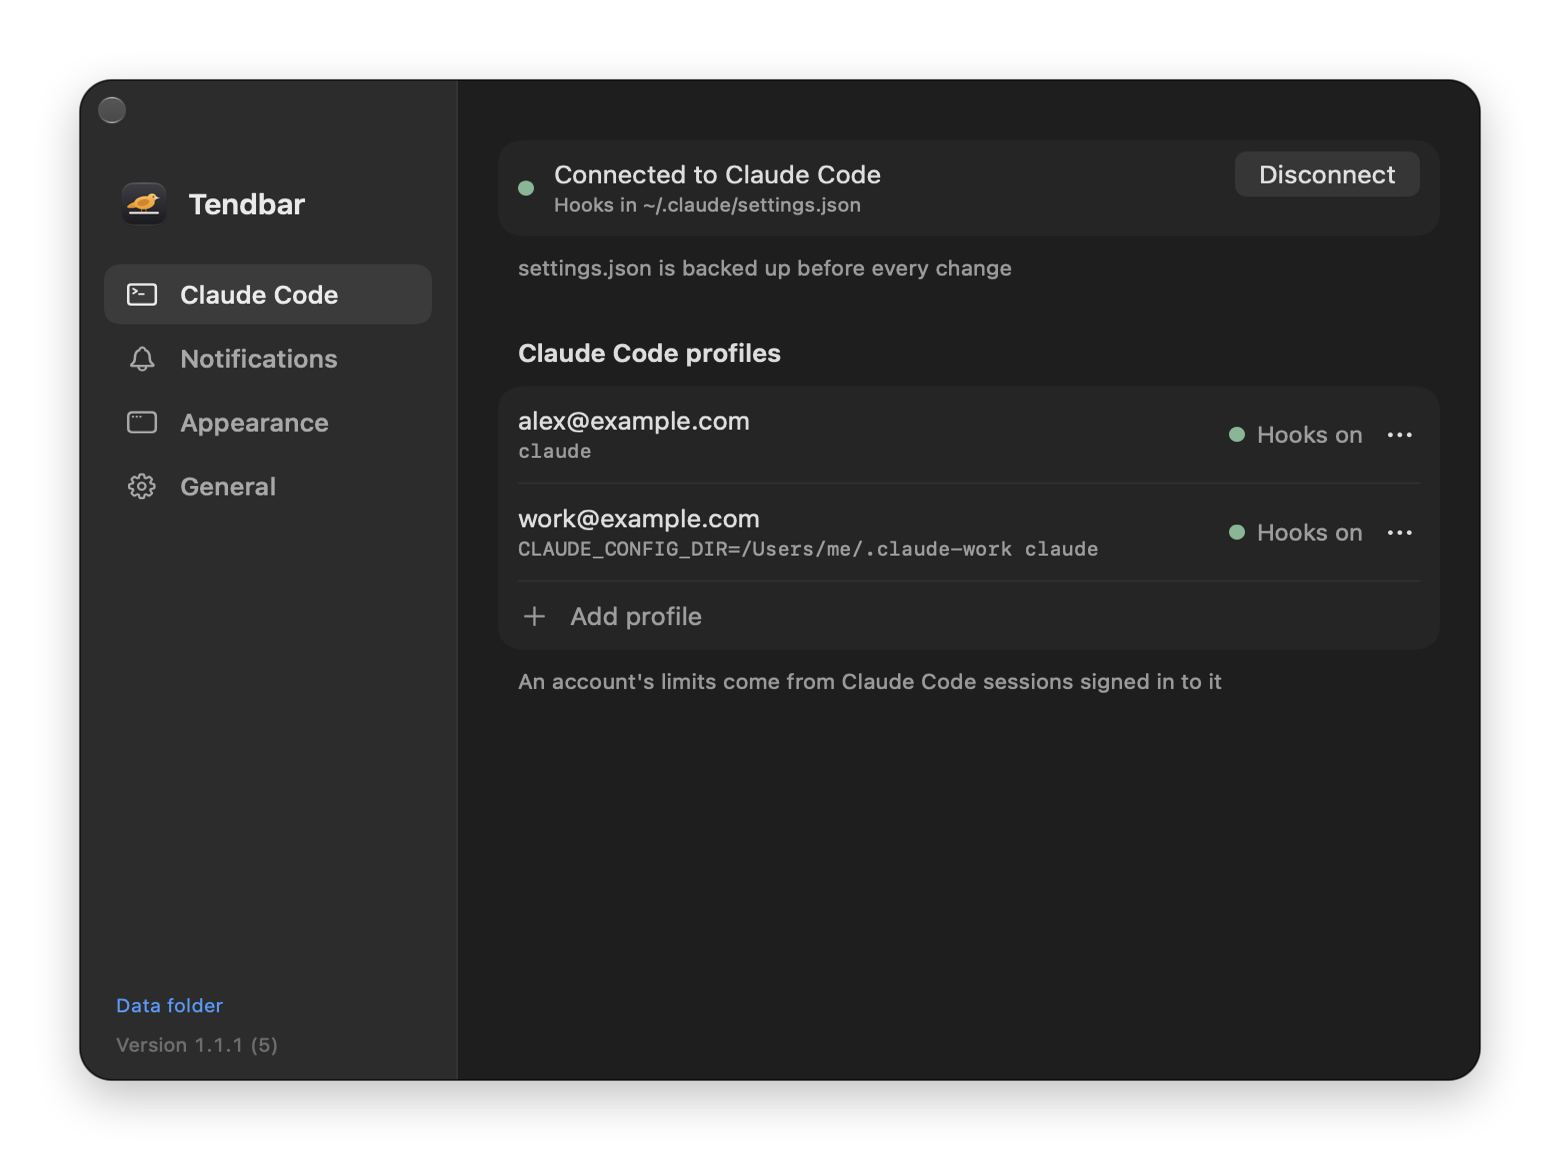 Tendbar
Claude Code
Notifications
Appearance
General
Data folder
Version 1.1.1 (5)
Connected to Claude Code
Hooks in ~/.claude/settings.json
Disconnect
settings.json is backed up before every change
Claude Code profiles
alex@example.com
claude
Hooks on
work@example.com
CLAUDE_CONFIG_DIR=/Users/me/.claude-work claude
Hooks on
Add profile
An account's limits come from Claude Code sessions signed in to it